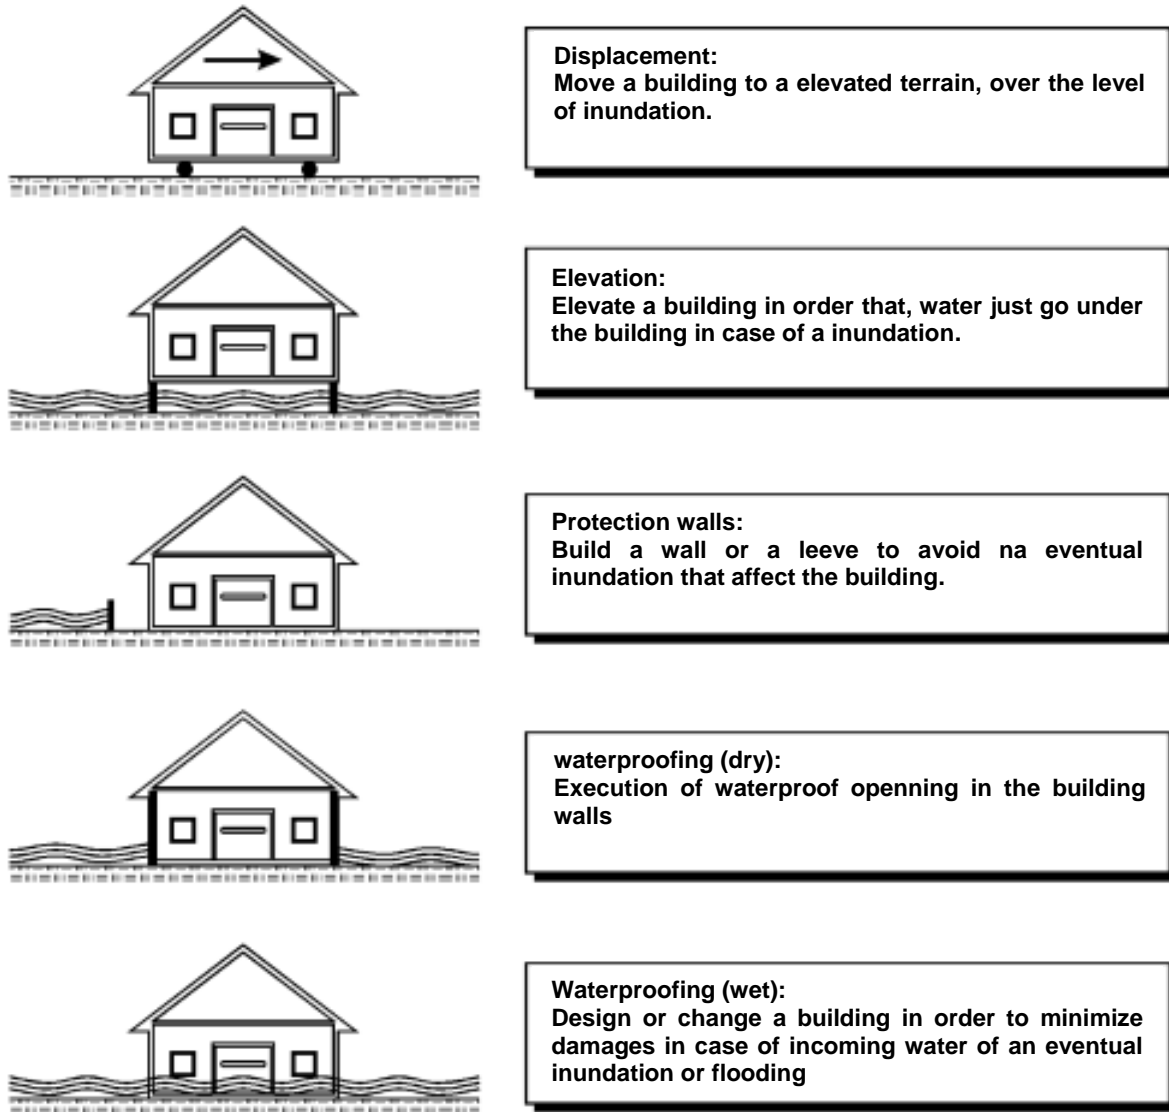 Displacement:
Move a building to a elevated terrain, over the level
of inundation.
Elevation:
Elevate a building in order that, water just go under
the building in case of a inundation.
Protection walls:
Build a wall or a leeve to avoid na eventual
inundation that affect the building.
waterproofing (dry):
Execution of waterproof openning in the building
walls
Waterproofing (wet):
Design or change a building in order to minimize
damages in case of incoming water of an eventual
inundation or flooding